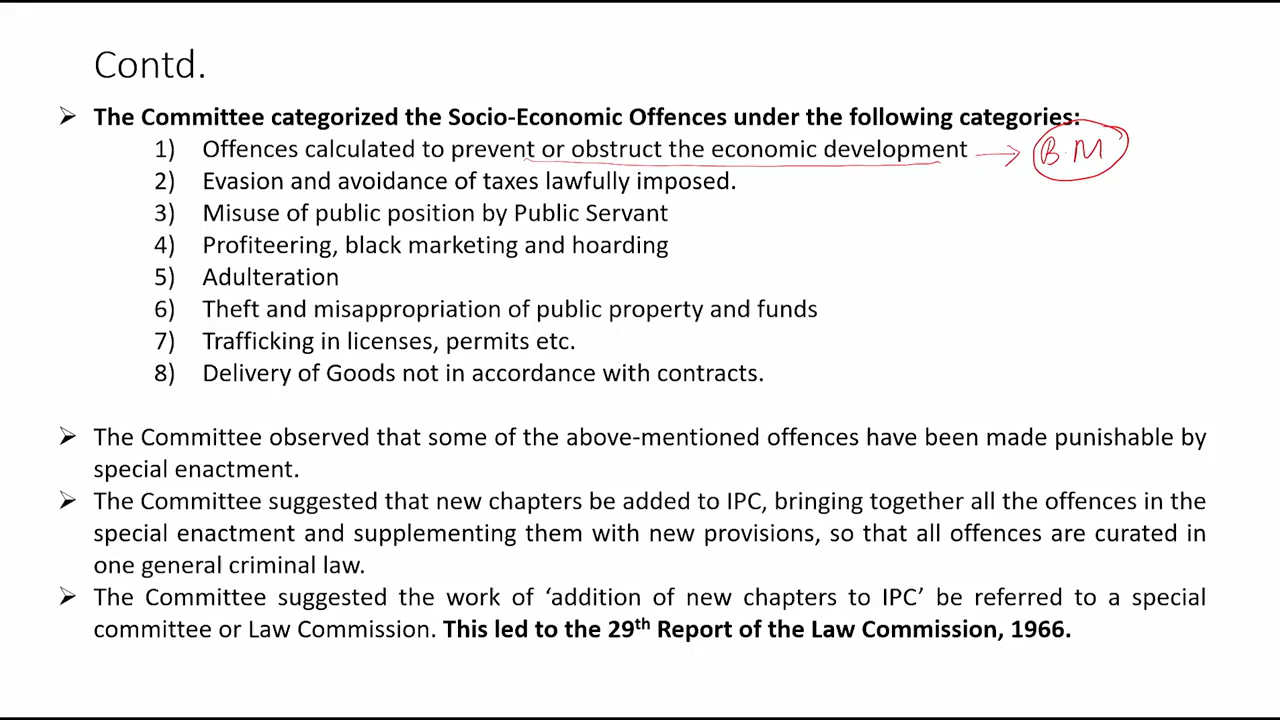 Contd.
➢ The Committee categorized the Socio-Economic Offences under the following categories:
1) Offences calculated to prevent or obstruct the economic development → B.M
2) Evasion and avoidance of taxes lawfully imposed.
3) Misuse of public position by Public Servant
4) Profiteering, black marketing and hoarding
5) Adulteration
6) Theft and misappropriation of public property and funds
7) Trafficking in licenses, permits etc.
8) Delivery of Goods not in accordance with contracts.
➢ The Committee observed that some of the above-mentioned offences have been made punishable by
special enactment.
➢ The Committee suggested that new chapters be added to IPC, bringing together all the offences in the
special enactment and supplementing them with new provisions, so that all offences are curated in
one general criminal law.
➢ The Committee suggested the work of ‘addition of new chapters to IPC’ be referred to a special
committee or Law Commission. This led to the 29th Report of the Law Commission, 1966.